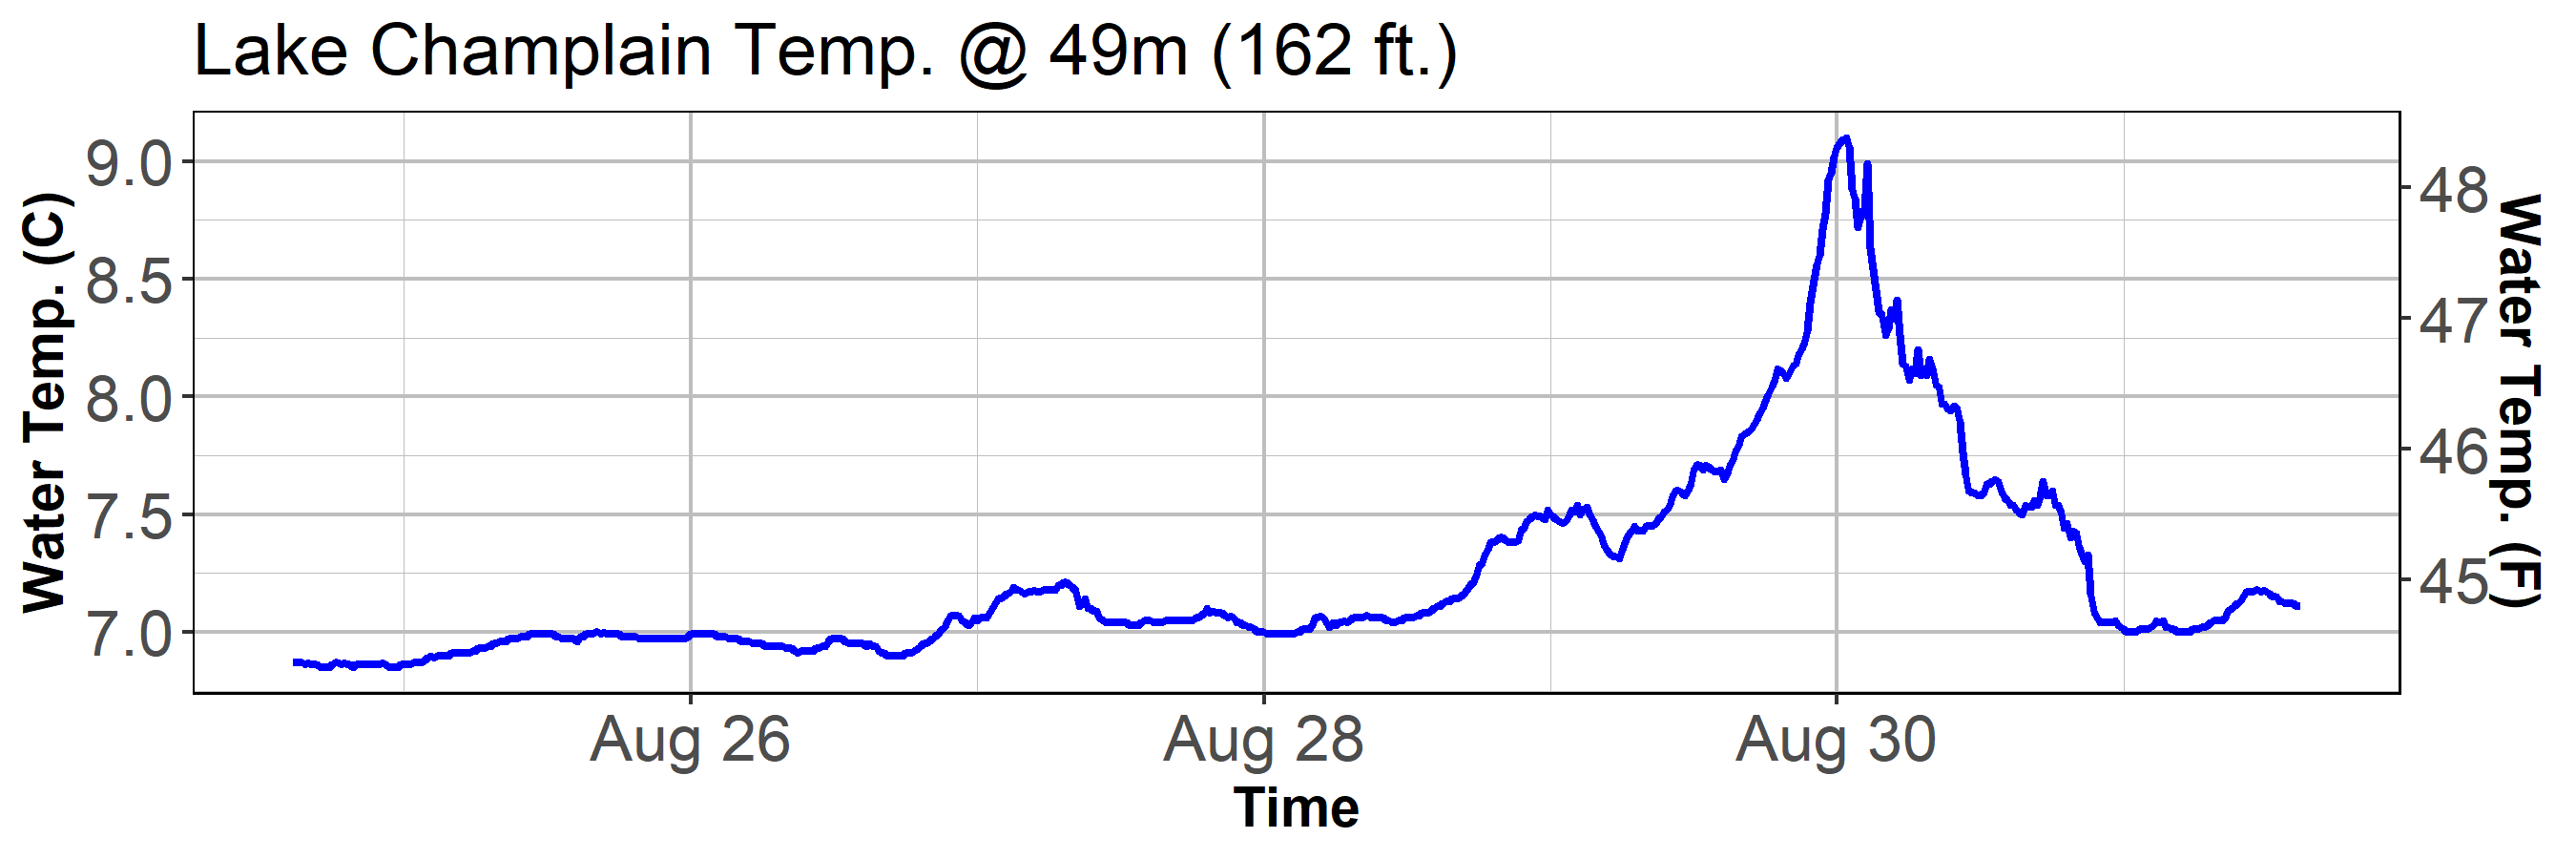 Lake Champlain Temp. @ 49m (162 ft.)
Water Temp. (C)
9.0
8.5
8.0
7.5
7.0
48
47
46
45
Water Temp. (F)
Aug 26 Aug 28 Aug 30
Time